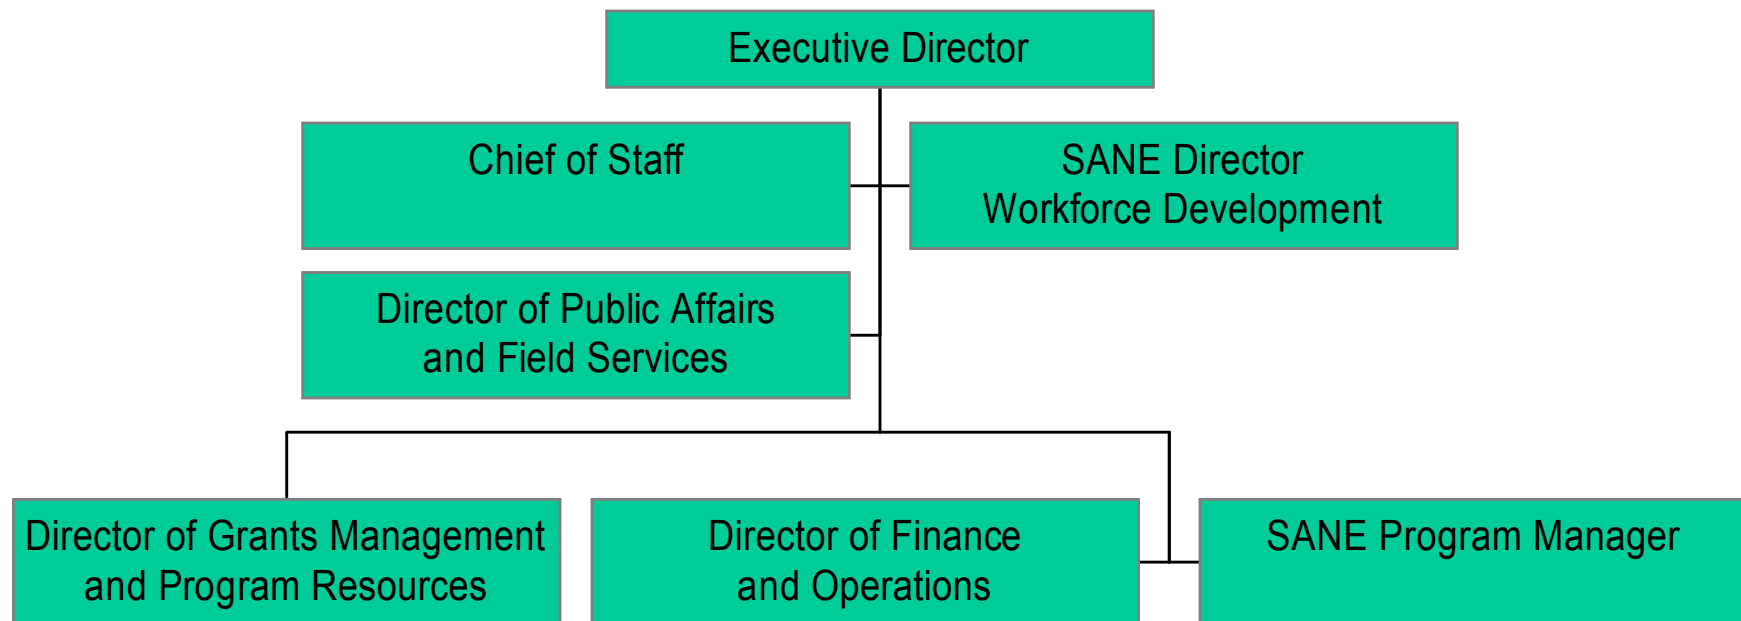 Executive Director
Chief of Staff
SANE Director
Workforce Development
Director of Public Affairs
and Field Services
Director of Grants Management
and Program Resources
Director of Finance
and Operations
SANE Program Manager